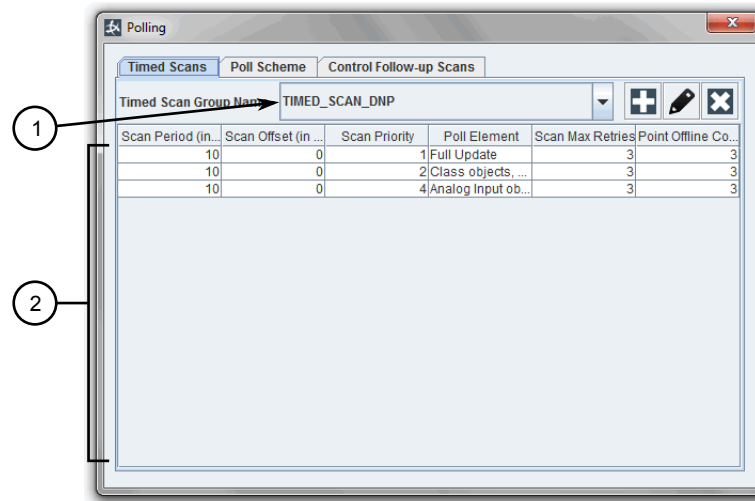 Polling
Timed Scans Poll Scheme Control Follow-up Scans
Timed Scan Group Name TIMED_SCAN_DNP
1
Scan Period (in... Scan Offset (in ... Scan Priority Poll Element Scan Max Retries Point Offline Co...
10 0 1 Full Update 3 3
10 0 2 Class objects, ... 3 3
10 0 4 Analog Input ob... 3 3
2